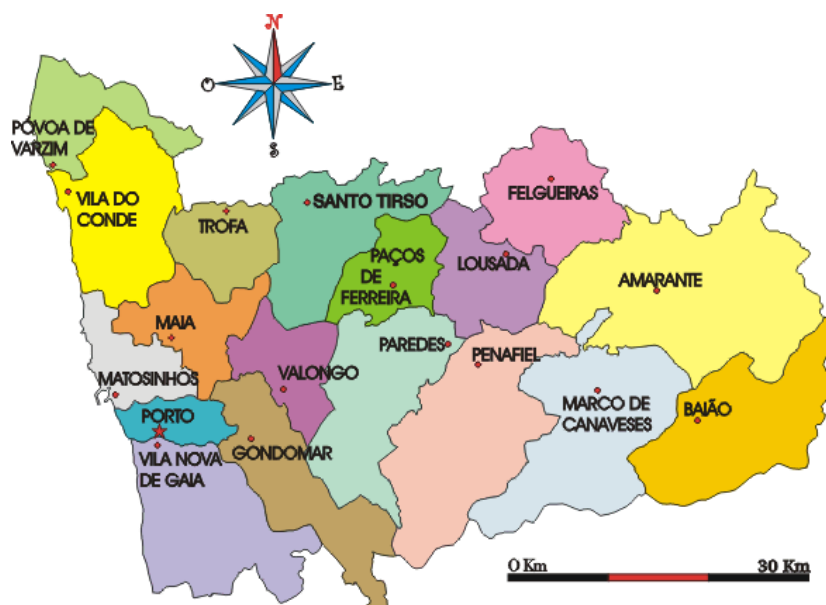 N
O
E
S
PÓVOA DE
VARZIM
VILA DO
CONDE
TROFA
SANTO TIRSO
FELGUEIRAS
PAÇOS
DE
FERREIRA
LOUSADA
AMARANTE
MAIA
PAREDES
PENAFIEL
MATOSINHOS
VALONGO
MARCO DE
CANAVESES
BAIÃO
PORTO
GONDOMAR
VILA NOVA
DE GAIA
O Km
30 Km